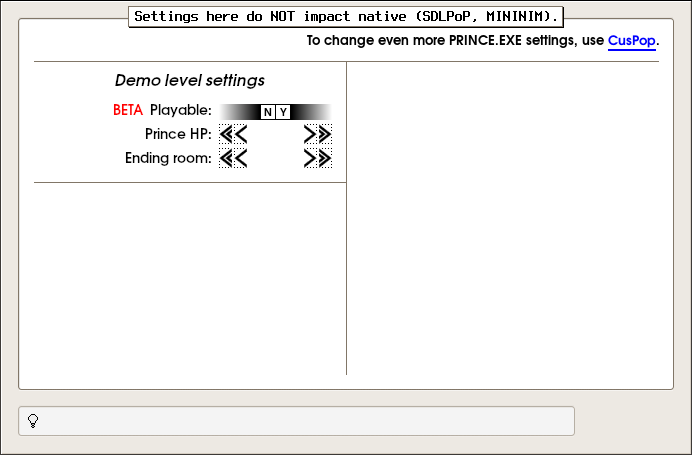 Settings here do NOT impact native (SDLPoP, MININIM).
To change even more PRINCE.EXE settings, use CusPop.
Demo level settings
BETA Playable: N Y
Prince HP:
Ending room: